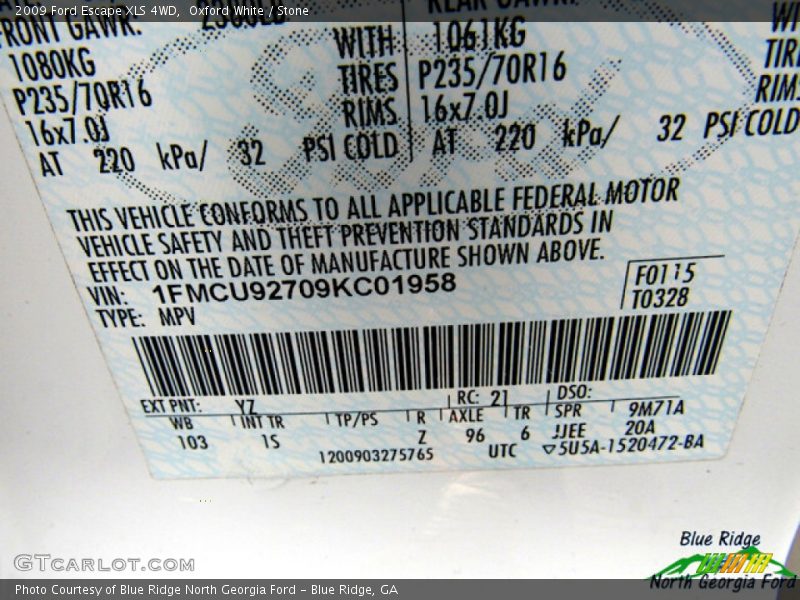 2009 Ford Escape XLS 4WD, Oxford White / Stone
FRONT GAWR: WITH REAR GAWR: WITH
1080KG TIRES 1061KG TIRE
P235/70R16 RIMS P235/70R16 RIMS
16x7.0J 16x7.0J
AT 220 kPa/ 32 PSI COLD AT 220 kPa/ 32 PSI COLD
THIS VEHICLE CONFORMS TO ALL APPLICABLE FEDERAL MOTOR
VEHICLE SAFETY AND THEFT PREVENTION STANDARDS IN
EFFECT ON THE DATE OF MANUFACTURE SHOWN ABOVE.
VIN: 1FMCU92709KC01958 F0115
TYPE: MPV T0328
EXT PNT: YZ RC: 21 DSO:
WB INT TR TP/PS R AXLE TR SPR 9M71A
103 1S Z 96 6 JJEE 20A
1200903275765 UTC ▽5U5A-1520472-BA
GTCARLOT.COM
Blue Ridge
North Georgia Ford
Photo Courtesy of Blue Ridge North Georgia Ford – Blue Ridge, GA